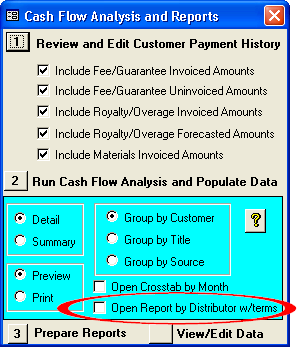 Cash Flow Analysis and Reports
1 Review and Edit Customer Payment History
Include Fee/Guarantee Invoiced Amounts
Include Fee/Guarantee Uninvoiced Amounts
Include Royalty/Overage Invoiced Amounts
Include Royalty/Overage Forecasted Amounts
Include Materials Invoiced Amounts
2 Run Cash Flow Analysis and Populate Data
Detail
Summary
Group by Customer
Group by Title
Group by Source
?
Preview
Print
Open Crosstab by Month
Open Report by Distributor w/terms
3 Prepare Reports
View/Edit Data